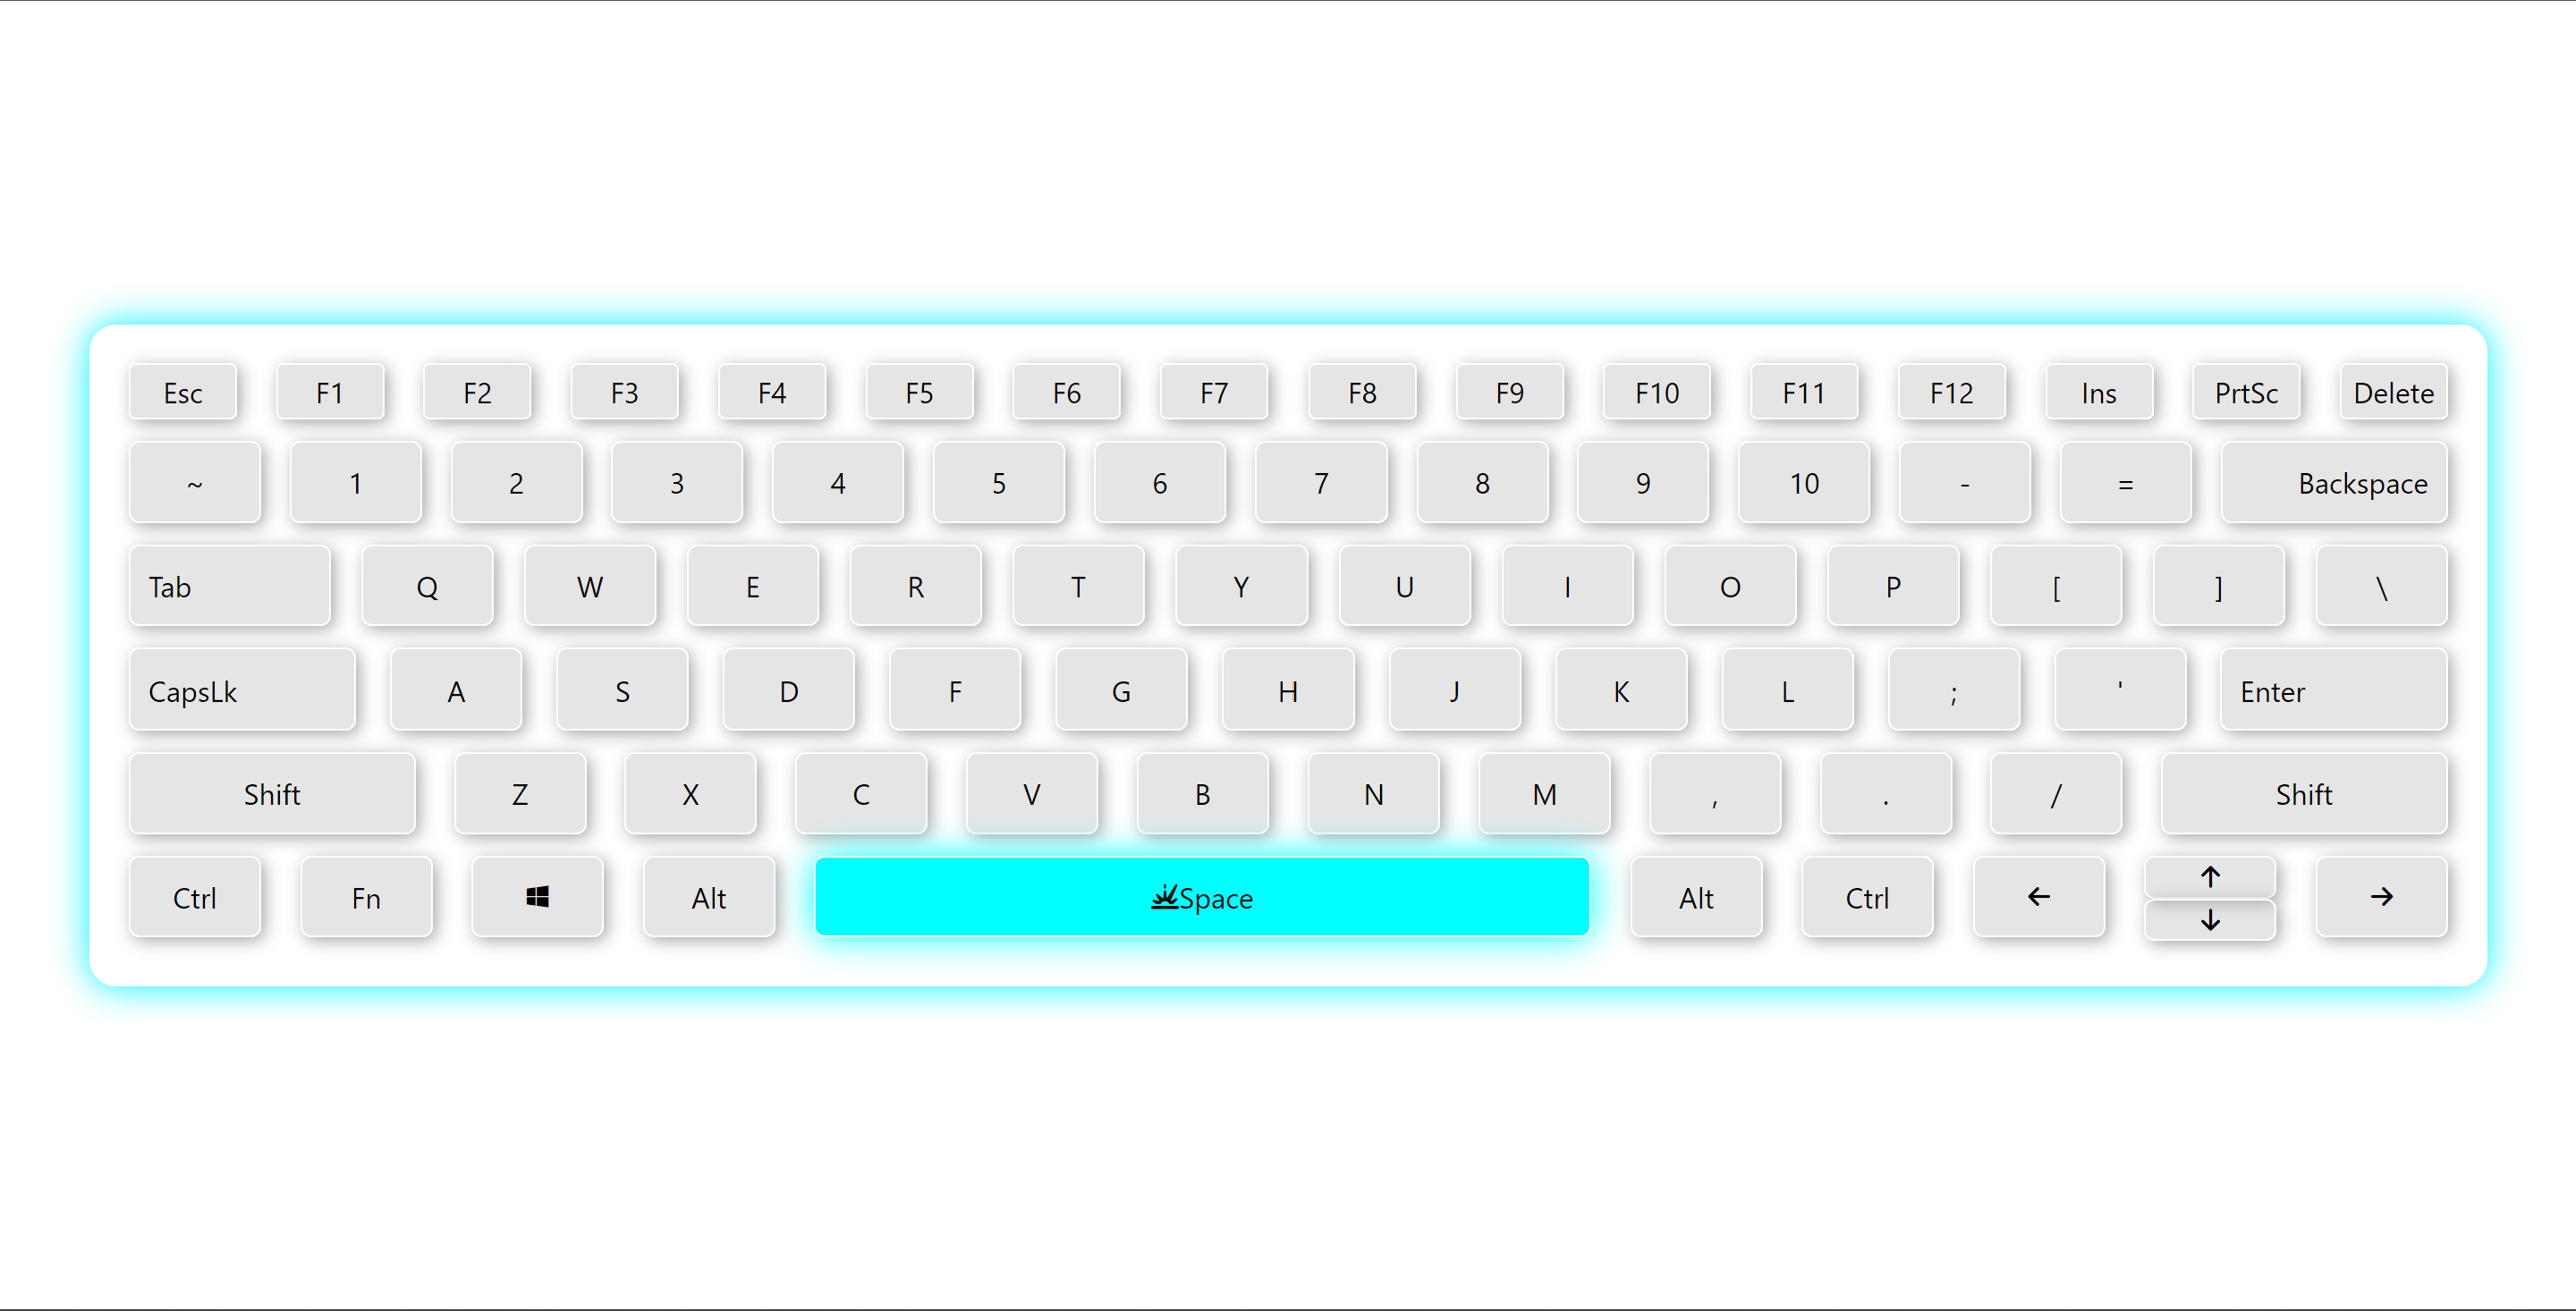 Esc F1 F2 F3 F4 F5 F6 F7 F8 F9 F10 F11 F12 Ins PrtSc Delete
~ 1 2 3 4 5 6 7 8 9 10 - = Backspace
Tab Q W E R T Y U I O P [ ] \
CapsLk A S D F G H J K L ; ' Enter
Shift Z X C V B N M , . / Shift
Ctrl Fn Alt Space Alt Ctrl ← ↑ ↓ →